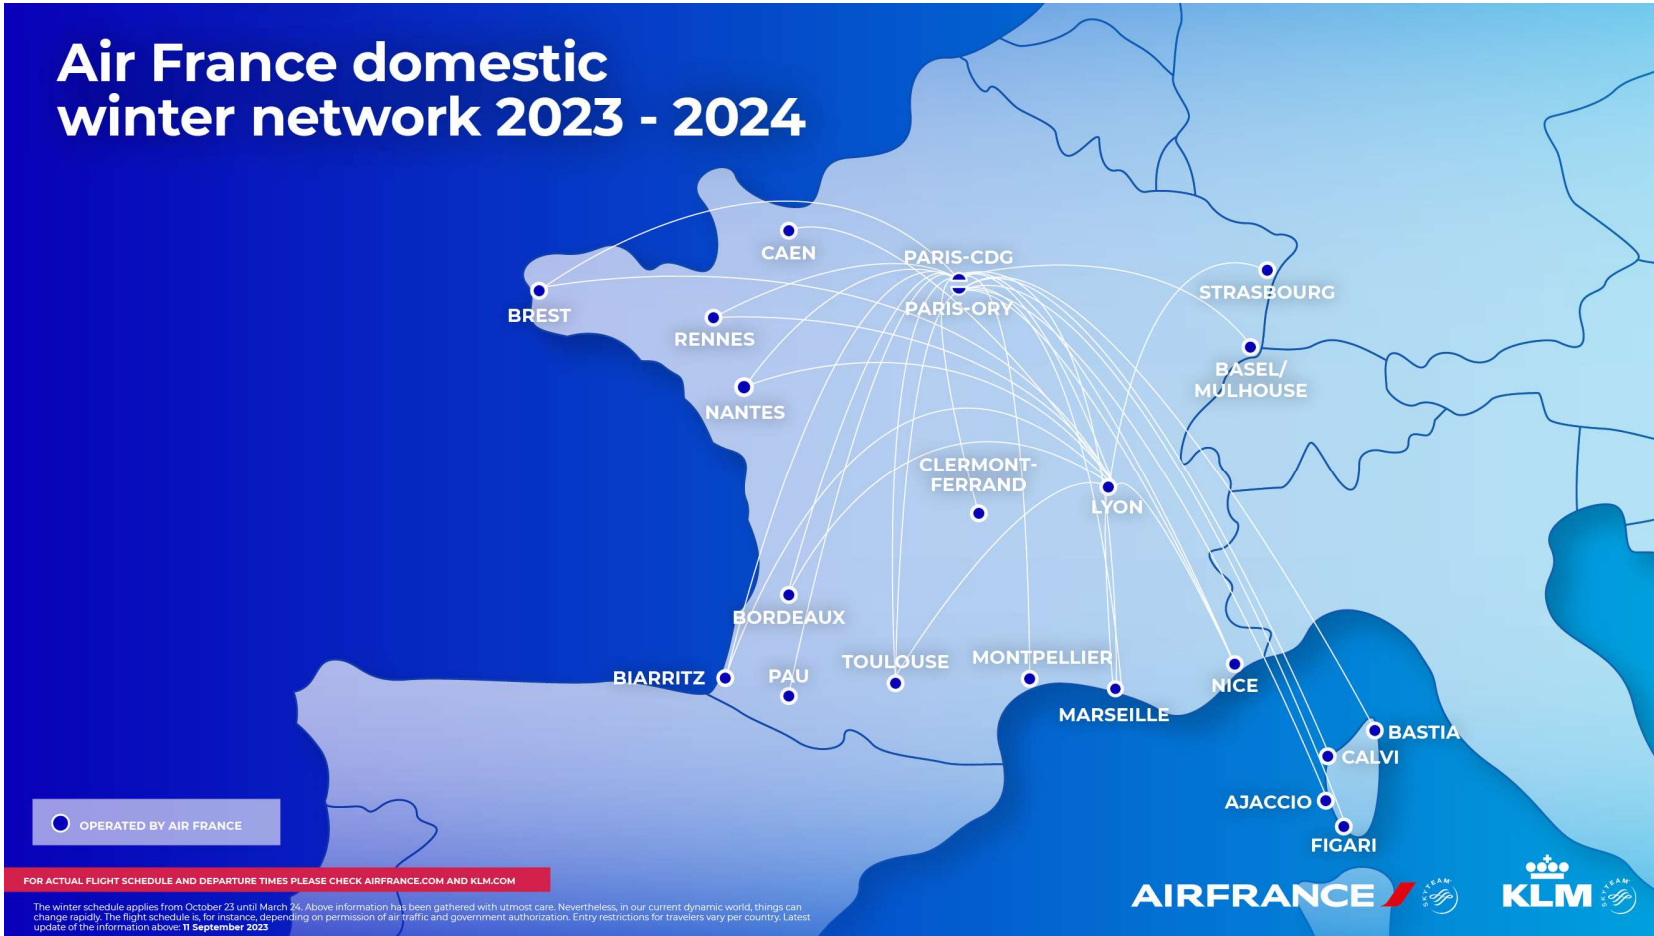 Air France domestic
winter network 2023 - 2024
CAEN
PARIS-CDG
PARIS-ORY
STRASBOURG
BREST
RENNES
BASEL/
MULHOUSE
NANTES
CLERMONT-
FERRAND
LYON
BORDEAUX
BIARRITZ
PAU
TOULOUSE
MONTPELLIER
NICE
MARSEILLE
BASTIA
CALVI
AJACCIO
FIGARI
OPERATED BY AIR FRANCE
FOR ACTUAL FLIGHT SCHEDULE AND DEPARTURE TIMES PLEASE CHECK AIRFRANCE.COM AND KLM.COM
The winter schedule applies from October 23 until March 24. Above information has been gathered with utmost care. Nevertheless, in our current dynamic world, things can
change rapidly. The flight schedule is, for instance, depending on permission of air traffic and government authorization. Entry restrictions for travelers vary per country. Latest
update of the information above: 11 September 2023
AIRFRANCE
SKYTEAM
KLM
SKYTEAM